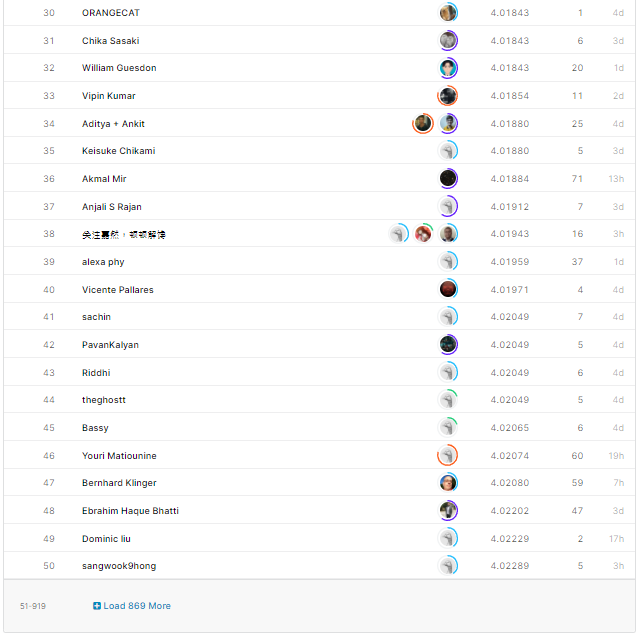 30 ORANGECAT 4.01843 1 4d
31 Chika Sasaki 4.01843 6 3d
32 William Guesdon 4.01843 20 1d
33 Vipin Kumar 4.01854 11 2d
34 Aditya + Ankit 4.01880 25 4d
35 Keisuke Chikami 4.01880 5 3d
36 Akmal Mir 4.01884 71 13h
37 Anjali S Rajan 4.01912 7 3d
38 关注嘉然，顿顿解馋 4.01943 16 3h
39 alexa phy 4.01959 37 1d
40 Vicente Pallares 4.01971 4 4d
41 sachin 4.02049 7 4d
42 PavanKalyan 4.02049 5 4d
43 Riddhi 4.02049 6 4d
44 theghostt 4.02049 5 4d
45 Bassy 4.02065 6 4d
46 Youri Matiounine 4.02074 60 19h
47 Bernhard Klinger 4.02080 59 7h
48 Ebrahim Haque Bhatti 4.02202 47 3d
49 Dominic liu 4.02229 2 17h
50 sangwook9hong 4.02289 5 3h
51-919 Load 869 More